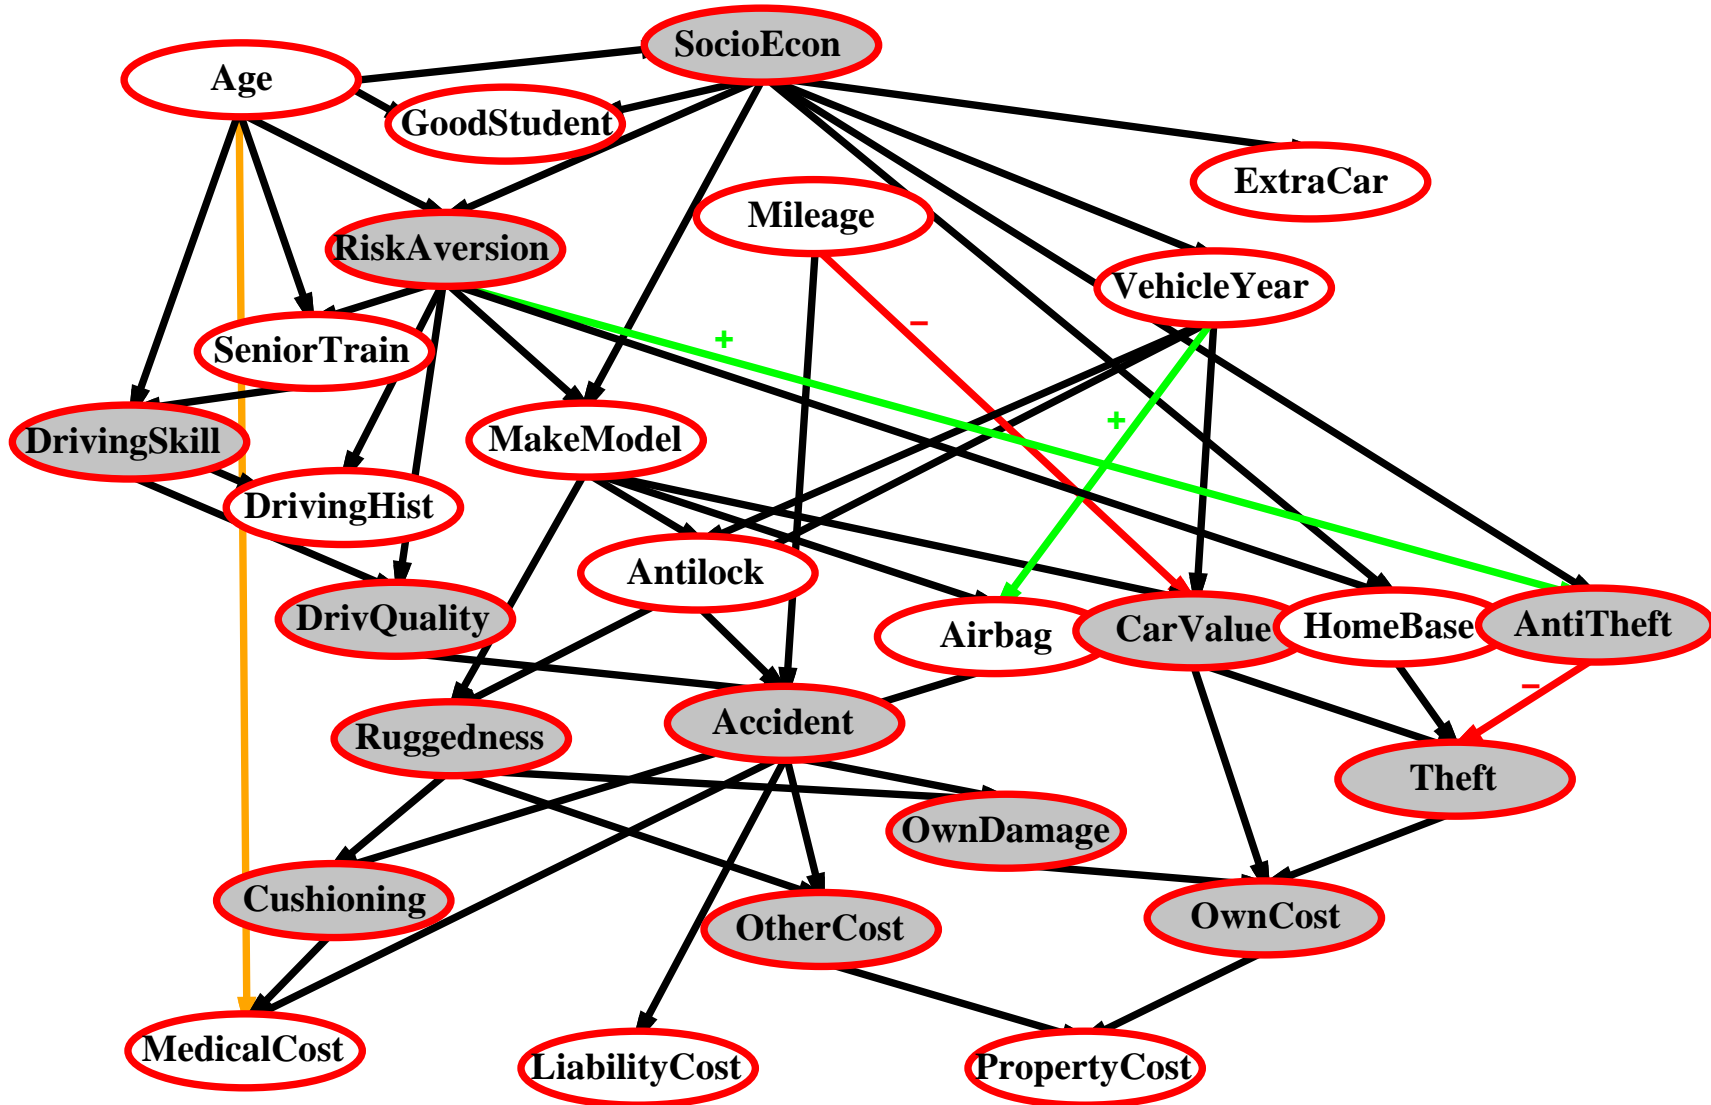 SocioEcon
Age
GoodStudent
ExtraCar
Mileage
RiskAversion
VehicleYear
−
+
SeniorTrain
+
DrivingSkill
MakeModel
DrivingHist
Antilock
DrivQuality
Airbag
CarValue
HomeBase
AntiTheft
−
Ruggedness
Accident
Theft
OwnDamage
Cushioning
OtherCost
OwnCost
MedicalCost
LiabilityCost
PropertyCost